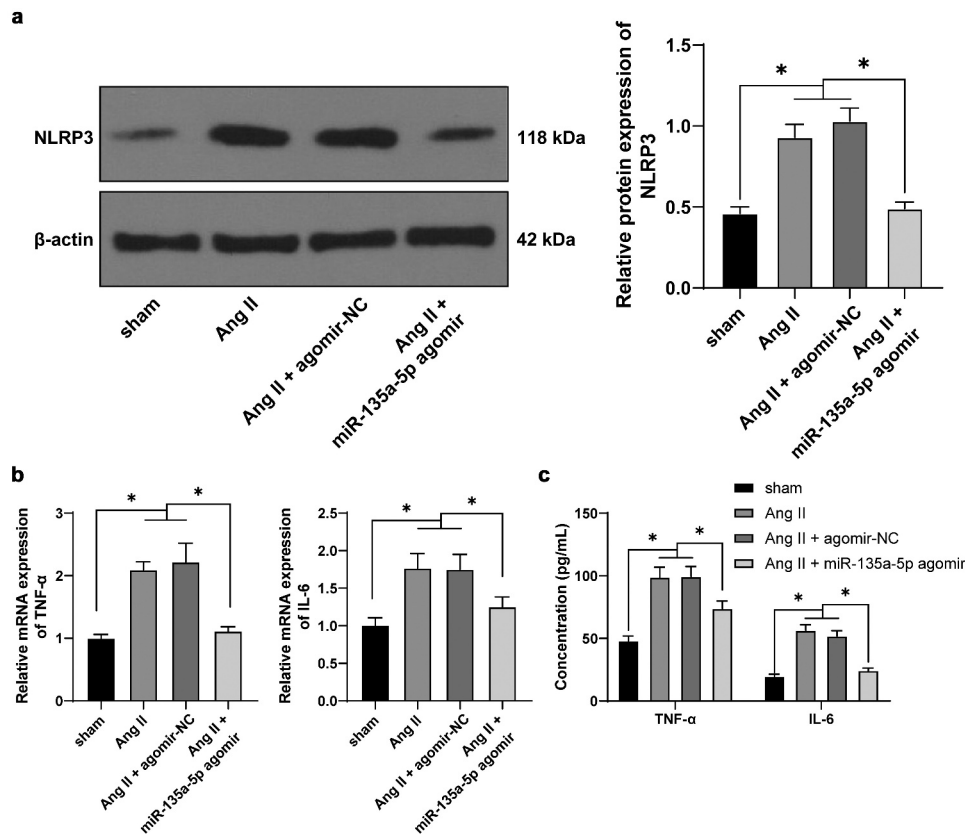 a
NLRP3
118 kDa
β-actin
42 kDa
sham
Ang II
Ang II + agomir-NC
Ang II +
miR-135a-5p agomir
Relative protein expression of
NLRP3
1.5
1.0
0.5
0.0
*
*
sham
Ang II
Ang II + agomir-NC
Ang II +
miR-135a-5p agomir
b
Relative mRNA expression
of TNF-α
3
2
1
0
*
*
sham
Ang II
Ang II + agomir-NC
Ang II +
miR-135a-5p agomir
Relative mRNA expression
of IL-6
2.5
2.0
1.5
1.0
0.5
0.0
*
*
sham
Ang II
Ang II + agomir-NC
Ang II +
miR-135a-5p agomir
c
sham
Ang II
Ang II + agomir-NC
Ang II + miR-135a-5p agomir
Concentration (pg/mL)
150
100
50
0
*
*
*
*
TNF-α
IL-6